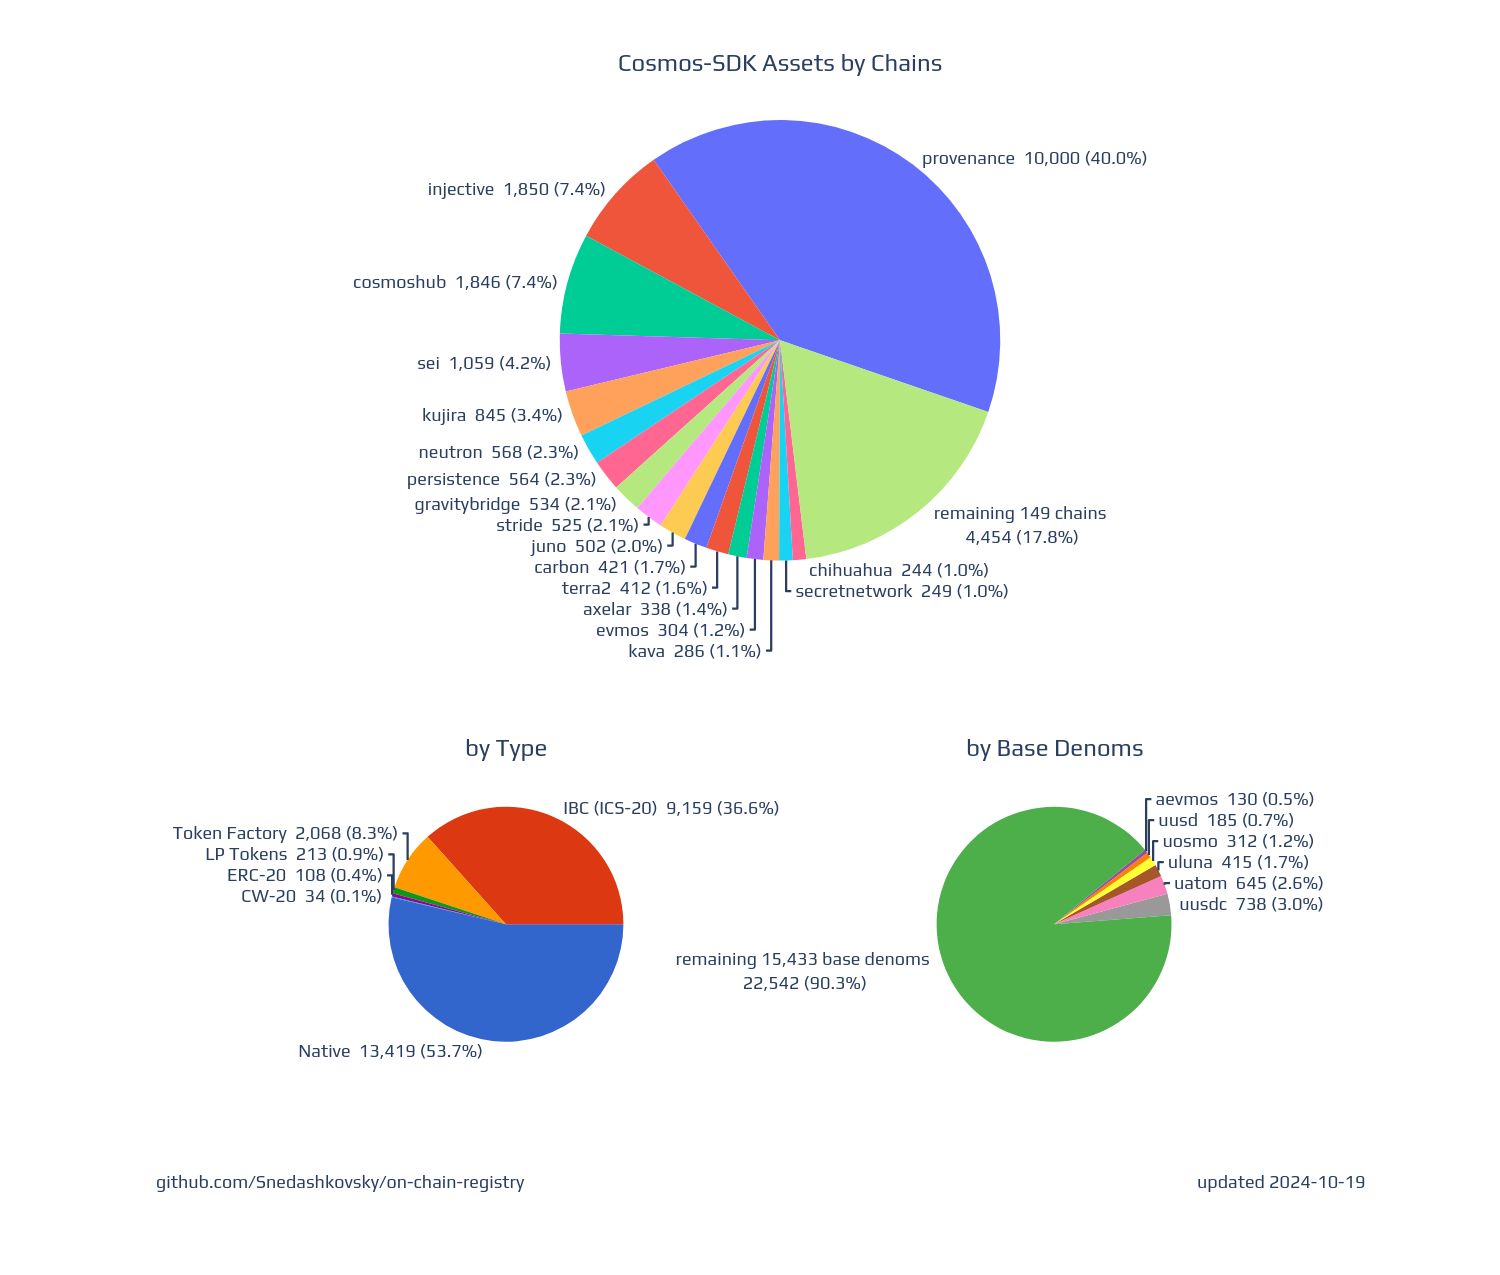 Cosmos-SDK Assets by Chains
provenance 10,000 (40.0%)
injective 1,850 (7.4%)
cosmoshub 1,846 (7.4%)
sei 1,059 (4.2%)
kujira 845 (3.4%)
neutron 568 (2.3%)
persistence 564 (2.3%)
gravitybridge 534 (2.1%)
stride 525 (2.1%)
juno 502 (2.0%)
carbon 421 (1.7%)
terra2 412 (1.6%)
axelar 338 (1.4%)
evmos 304 (1.2%)
kava 286 (1.1%)
remaining 149 chains
4,454 (17.8%)
chihuahua 244 (1.0%)
secretnetwork 249 (1.0%)
by Type
IBC (ICS-20) 9,159 (36.6%)
Token Factory 2,068 (8.3%)
LP Tokens 213 (0.9%)
ERC-20 108 (0.4%)
CW-20 34 (0.1%)
Native 13,419 (53.7%)
by Base Denoms
aevmos 130 (0.5%)
uusd 185 (0.7%)
uosmo 312 (1.2%)
uluna 415 (1.7%)
uatom 645 (2.6%)
uusdc 738 (3.0%)
remaining 15,433 base denoms
22,542 (90.3%)
github.com/Snedashkovsky/on-chain-registry
updated 2024-10-19